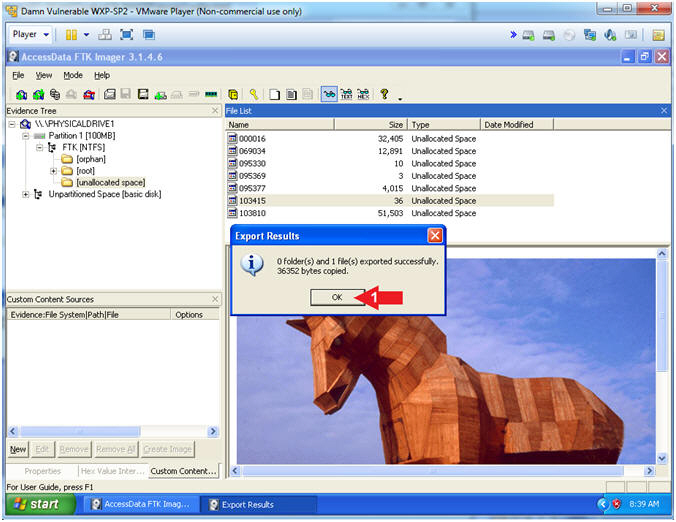 Damn Vulnerable WXP-SP2 - VMware Player (Non-commercial use only)
Player
AccessData FTK Imager 3.1.4.6
File View Mode Help
Evidence Tree
\\.\PHYSICALDRIVE1
Partition 1 [100MB]
FTK [NTFS]
[orphan]
[root]
[unallocated space]
Unpartitioned Space [basic disk]
File List
Name Size Type Date Modified
000016 32,405 Unallocated Space
069034 12,891 Unallocated Space
095330 10 Unallocated Space
095369 3 Unallocated Space
095377 4,015 Unallocated Space
103415 36 Unallocated Space
103810 51,503 Unallocated Space
Export Results
0 folder(s) and 1 file(s) exported successfully.
36352 bytes copied.
OK
1
Custom Content Sources
Evidence:File System|Path|File Options
New Edit Remove Remove All Create Image
Properties Hex Value Inter... Custom Content...
For User Guide, press F1
start
AccessData FTK Imag...
Export Results
8:39 AM